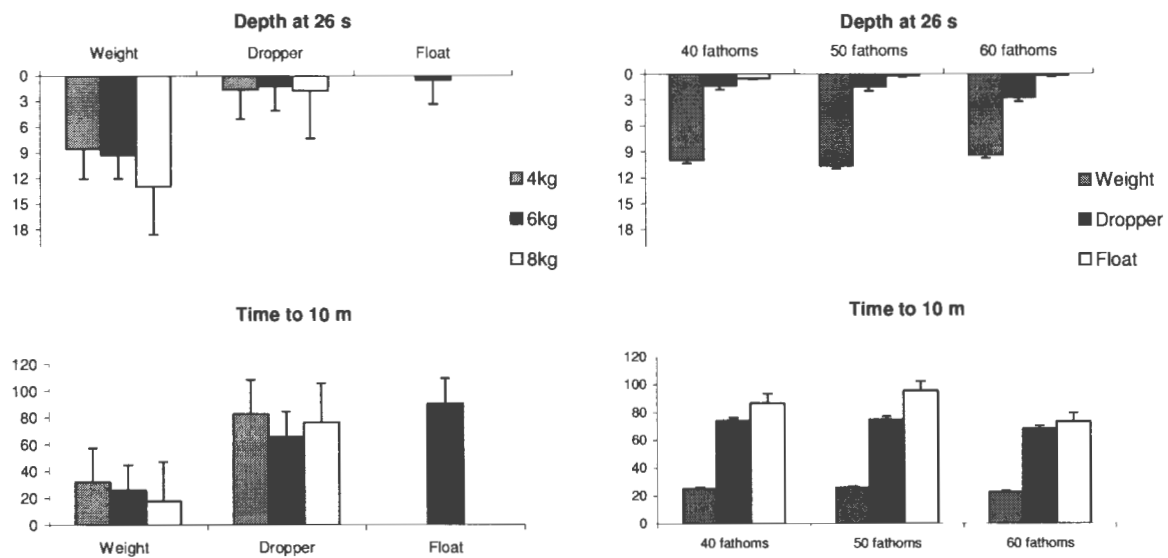 Depth at 26 s
Weight Dropper Float
0
3
6
9
12
15
18
4kg
6kg
8kg
Depth at 26 s
40 fathoms 50 fathoms 60 fathoms
0
3
6
9
12
15
18
Weight
Dropper
Float
Time to 10 m
120
100
80
60
40
20
0
Weight Dropper Float
Time to 10 m
120
100
80
60
40
20
0
40 fathoms 50 fathoms 60 fathoms